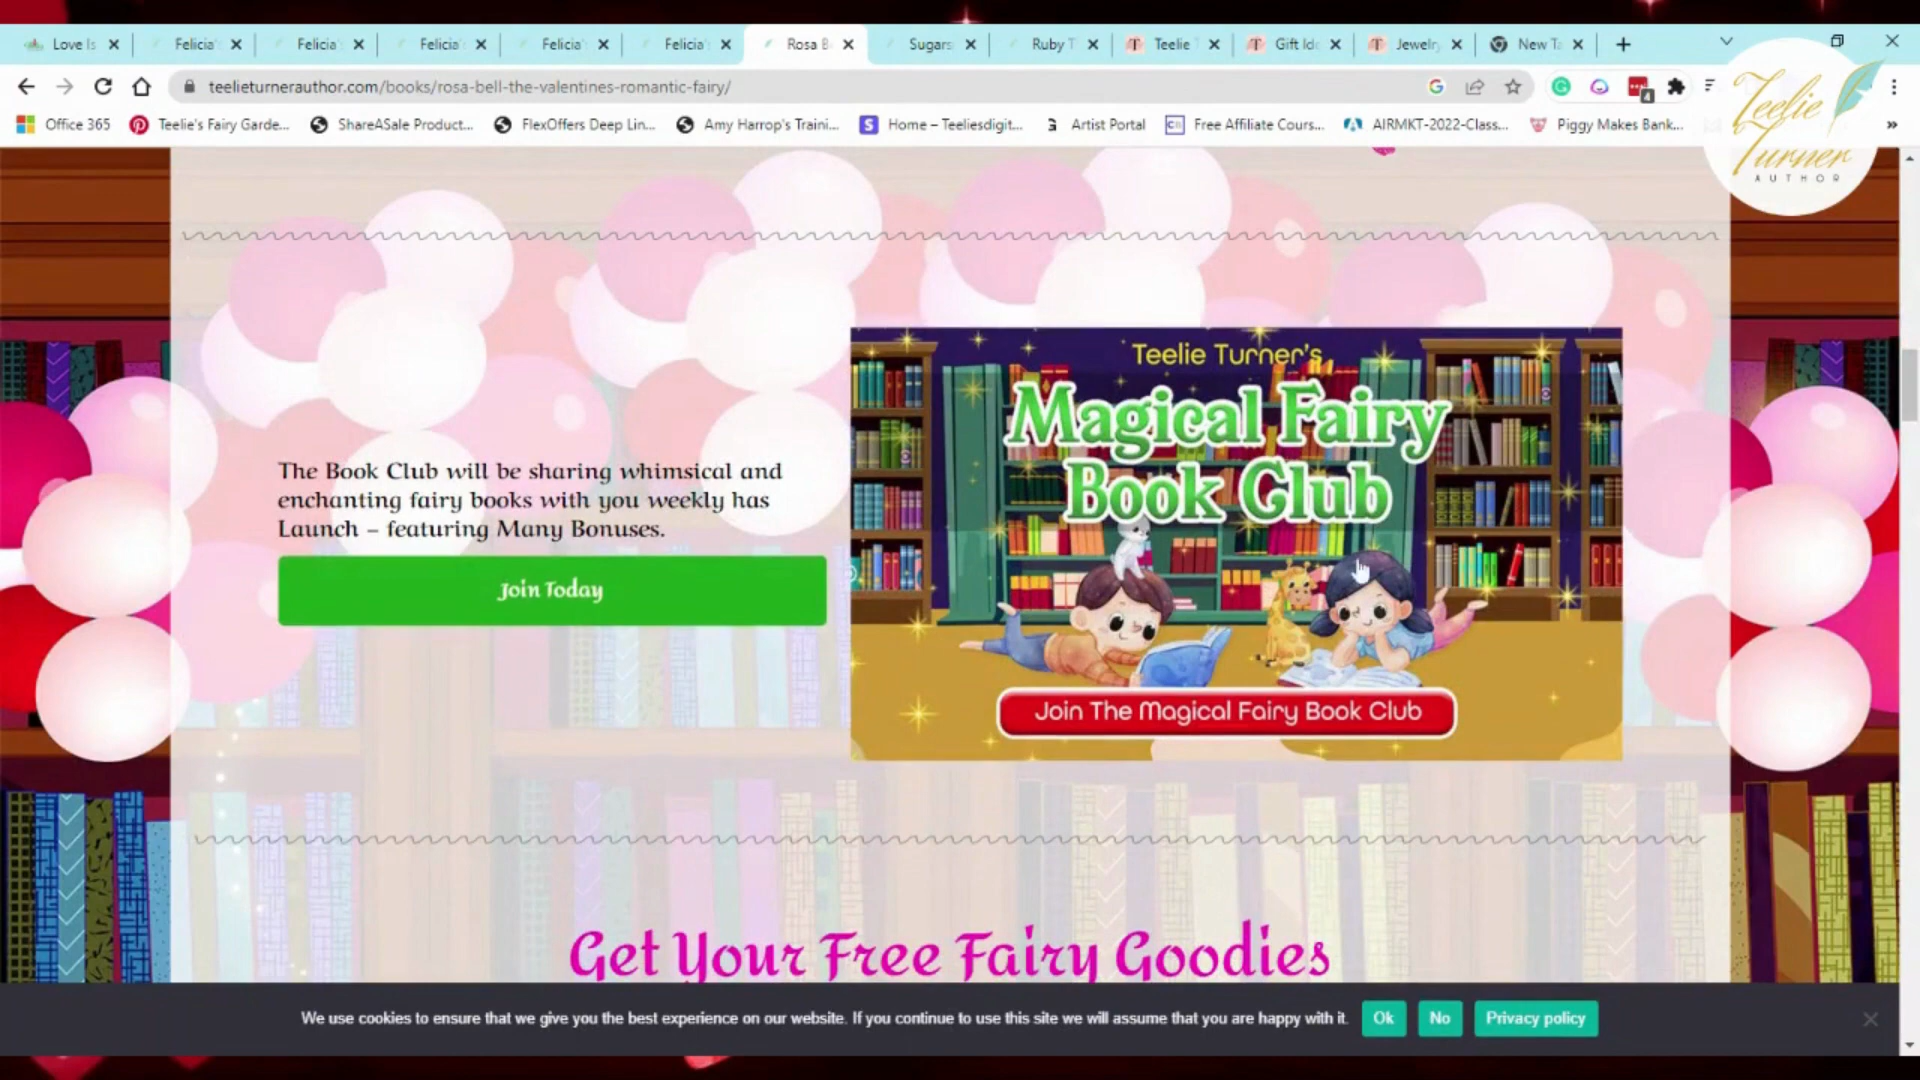 Love Is
Felicia'
Felicia'
Felicia'
Felicia'
Felicia'
Rosa B
Sugars
Ruby T
Teelie
Gift Ide
Jewelry
New Ta
teelieturnerauthor.com/books/rosa-bell-the-valentines-romantic-fairy/
4
Office 365
Teelie's Fairy Garde...
ShareASale Product...
FlexOffers Deep Lin...
Amy Harrop's Traini...
Home – Teeliesdigit...
Artist Portal
Free Affiliate Cours...
AIRMKT-2022-Class...
Piggy Makes Bank...
Teelie
Turner
AUTHOR
The Book Club will be sharing whimsical and
enchanting fairy books with you weekly has
Launch – featuring Many Bonuses.
Join Today
Teelie Turner's
Magical Fairy
Book Club
Join The Magical Fairy Book Club
Get Your Free Fairy Goodies
We use cookies to ensure that we give you the best experience on our website. If you continue to use this site we will assume that you are happy with it.
Ok
No
Privacy policy